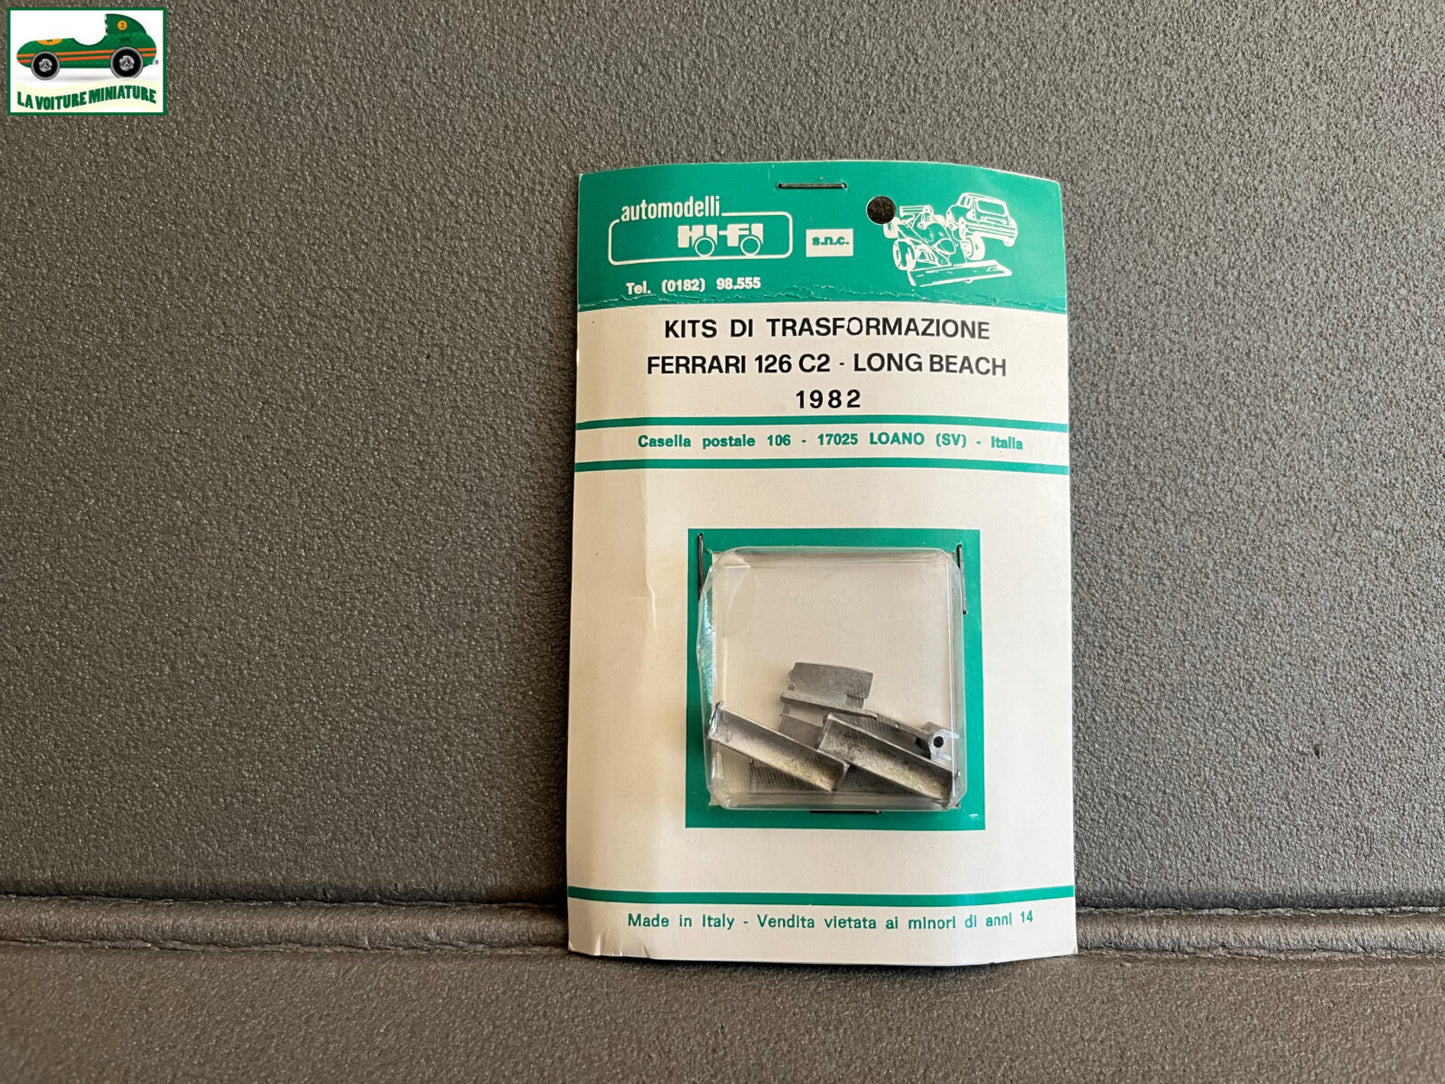 3
LA VOITURE MINIATURE
automodelli
HI-FI
s.n.c.
Tel. (0182) 98.555
KITS DI TRASFORMAZIONE
FERRARI 126 C2 - LONG BEACH
1982
Casella postale 106 - 17025 LOANO (SV) - Italia
Made in Italy - Vendita vietata ai minori di anni 14